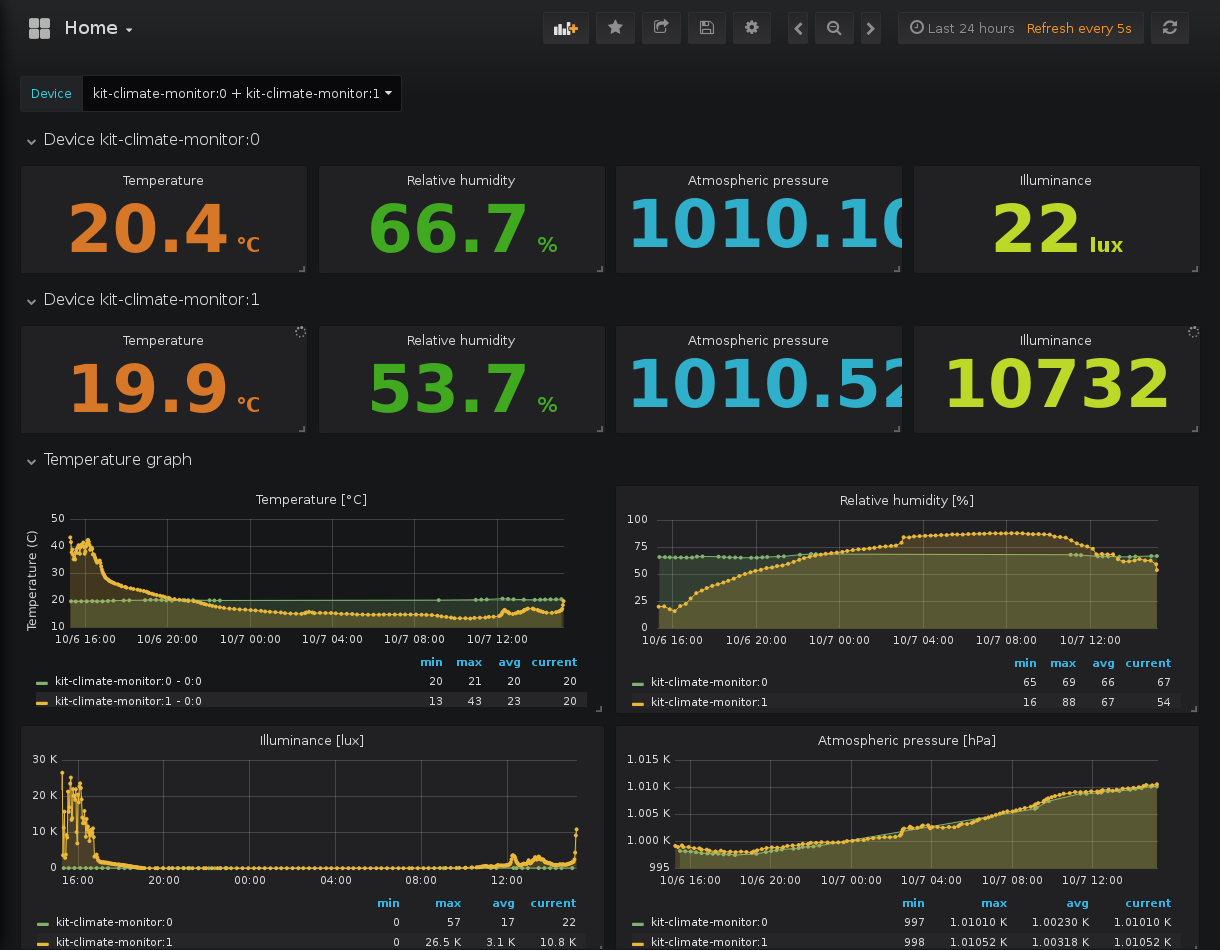 Home
Last 24 hours Refresh every 5s
Device kit-climate-monitor:0 + kit-climate-monitor:1
Device kit-climate-monitor:0
Temperature Relative humidity Atmospheric pressure Illuminance
20.4 °C 66.7 % 1010.10 22 lux
Device kit-climate-monitor:1
Temperature Relative humidity Atmospheric pressure Illuminance
19.9 °C 53.7 % 1010.52 10732
Temperature graph
Temperature [°C]
Temperature (C)
50
40
30
20
10
10/6 16:00 10/6 20:00 10/7 00:00 10/7 04:00 10/7 08:00 10/7 12:00
min max avg current
kit-climate-monitor:0 - 0:0 20 21 20 20
kit-climate-monitor:1 - 0:0 13 43 23 20
Relative humidity [%]
100
75
50
25
0
10/6 16:00 10/6 20:00 10/7 00:00 10/7 04:00 10/7 08:00 10/7 12:00
min max avg current
kit-climate-monitor:0 65 69 66 67
kit-climate-monitor:1 16 88 67 54
Illuminance [lux]
30 K
20 K
10 K
0
16:00 20:00 00:00 04:00 08:00 12:00
min max avg current
kit-climate-monitor:0 0 57 17 22
kit-climate-monitor:1 0 26.5 K 3.1 K 10.8 K
Atmospheric pressure [hPa]
1.015 K
1.010 K
1.005 K
1.000 K
995
10/6 16:00 10/6 20:00 10/7 00:00 10/7 04:00 10/7 08:00 10/7 12:00
min max avg current
kit-climate-monitor:0 997 1.01010 K 1.00230 K 1.01010 K
kit-climate-monitor:1 998 1.01052 K 1.00318 K 1.01052 K